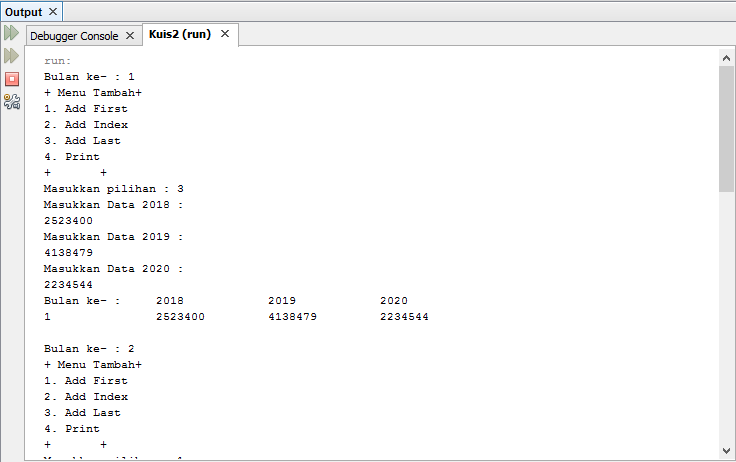 Output
Debugger Console
Kuis2 (run)
run:
Bulan ke- : 1
+ Menu Tambah+
1. Add First
2. Add Index
3. Add Last
4. Print
+ +
Masukkan pilihan : 3
Masukkan Data 2018 :
2523400
Masukkan Data 2019 :
4138479
Masukkan Data 2020 :
2234544
Bulan ke- : 2018 2019 2020
1 2523400 4138479 2234544
Bulan ke- : 2
+ Menu Tambah+
1. Add First
2. Add Index
3. Add Last
4. Print
+ +